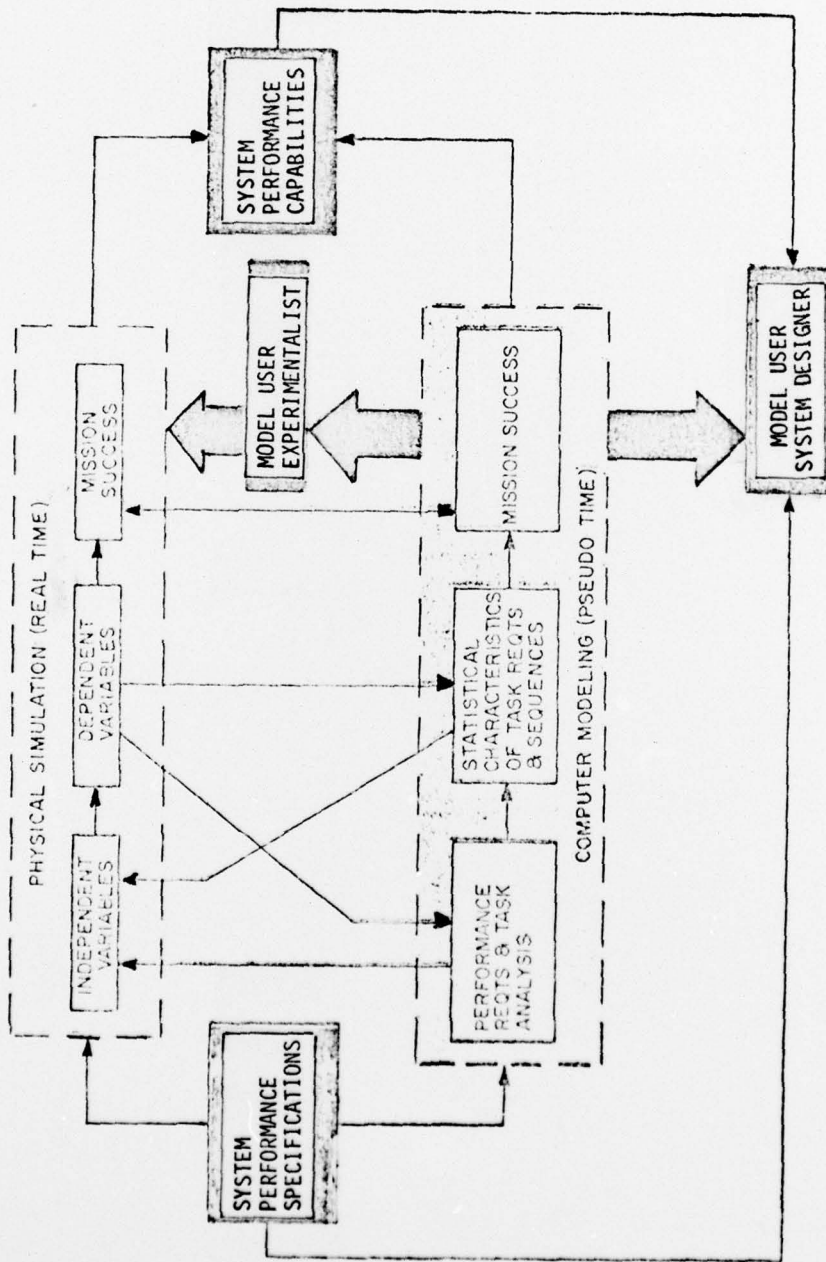 PHYSICAL SIMULATION (REAL TIME)
INDEPENDENT
VARIABLES
DEPENDENT
VARIABLES
MISSION
SUCCESS
SYSTEM
PERFORMANCE
SPECIFICATIONS
MODEL USER
EXPERIMENTALIST
SYSTEM
PERFORMANCE
CAPABILITIES
PERFORMANCE
REQTS & TASK
ANALYSIS
STATISTICAL
CHARACTERISTICS
OF TASK REQTS
& SEQUENCES
MISSION SUCCESS
COMPUTER MODELING (PSEUDO TIME)
MODEL USER
SYSTEM DESIGNER